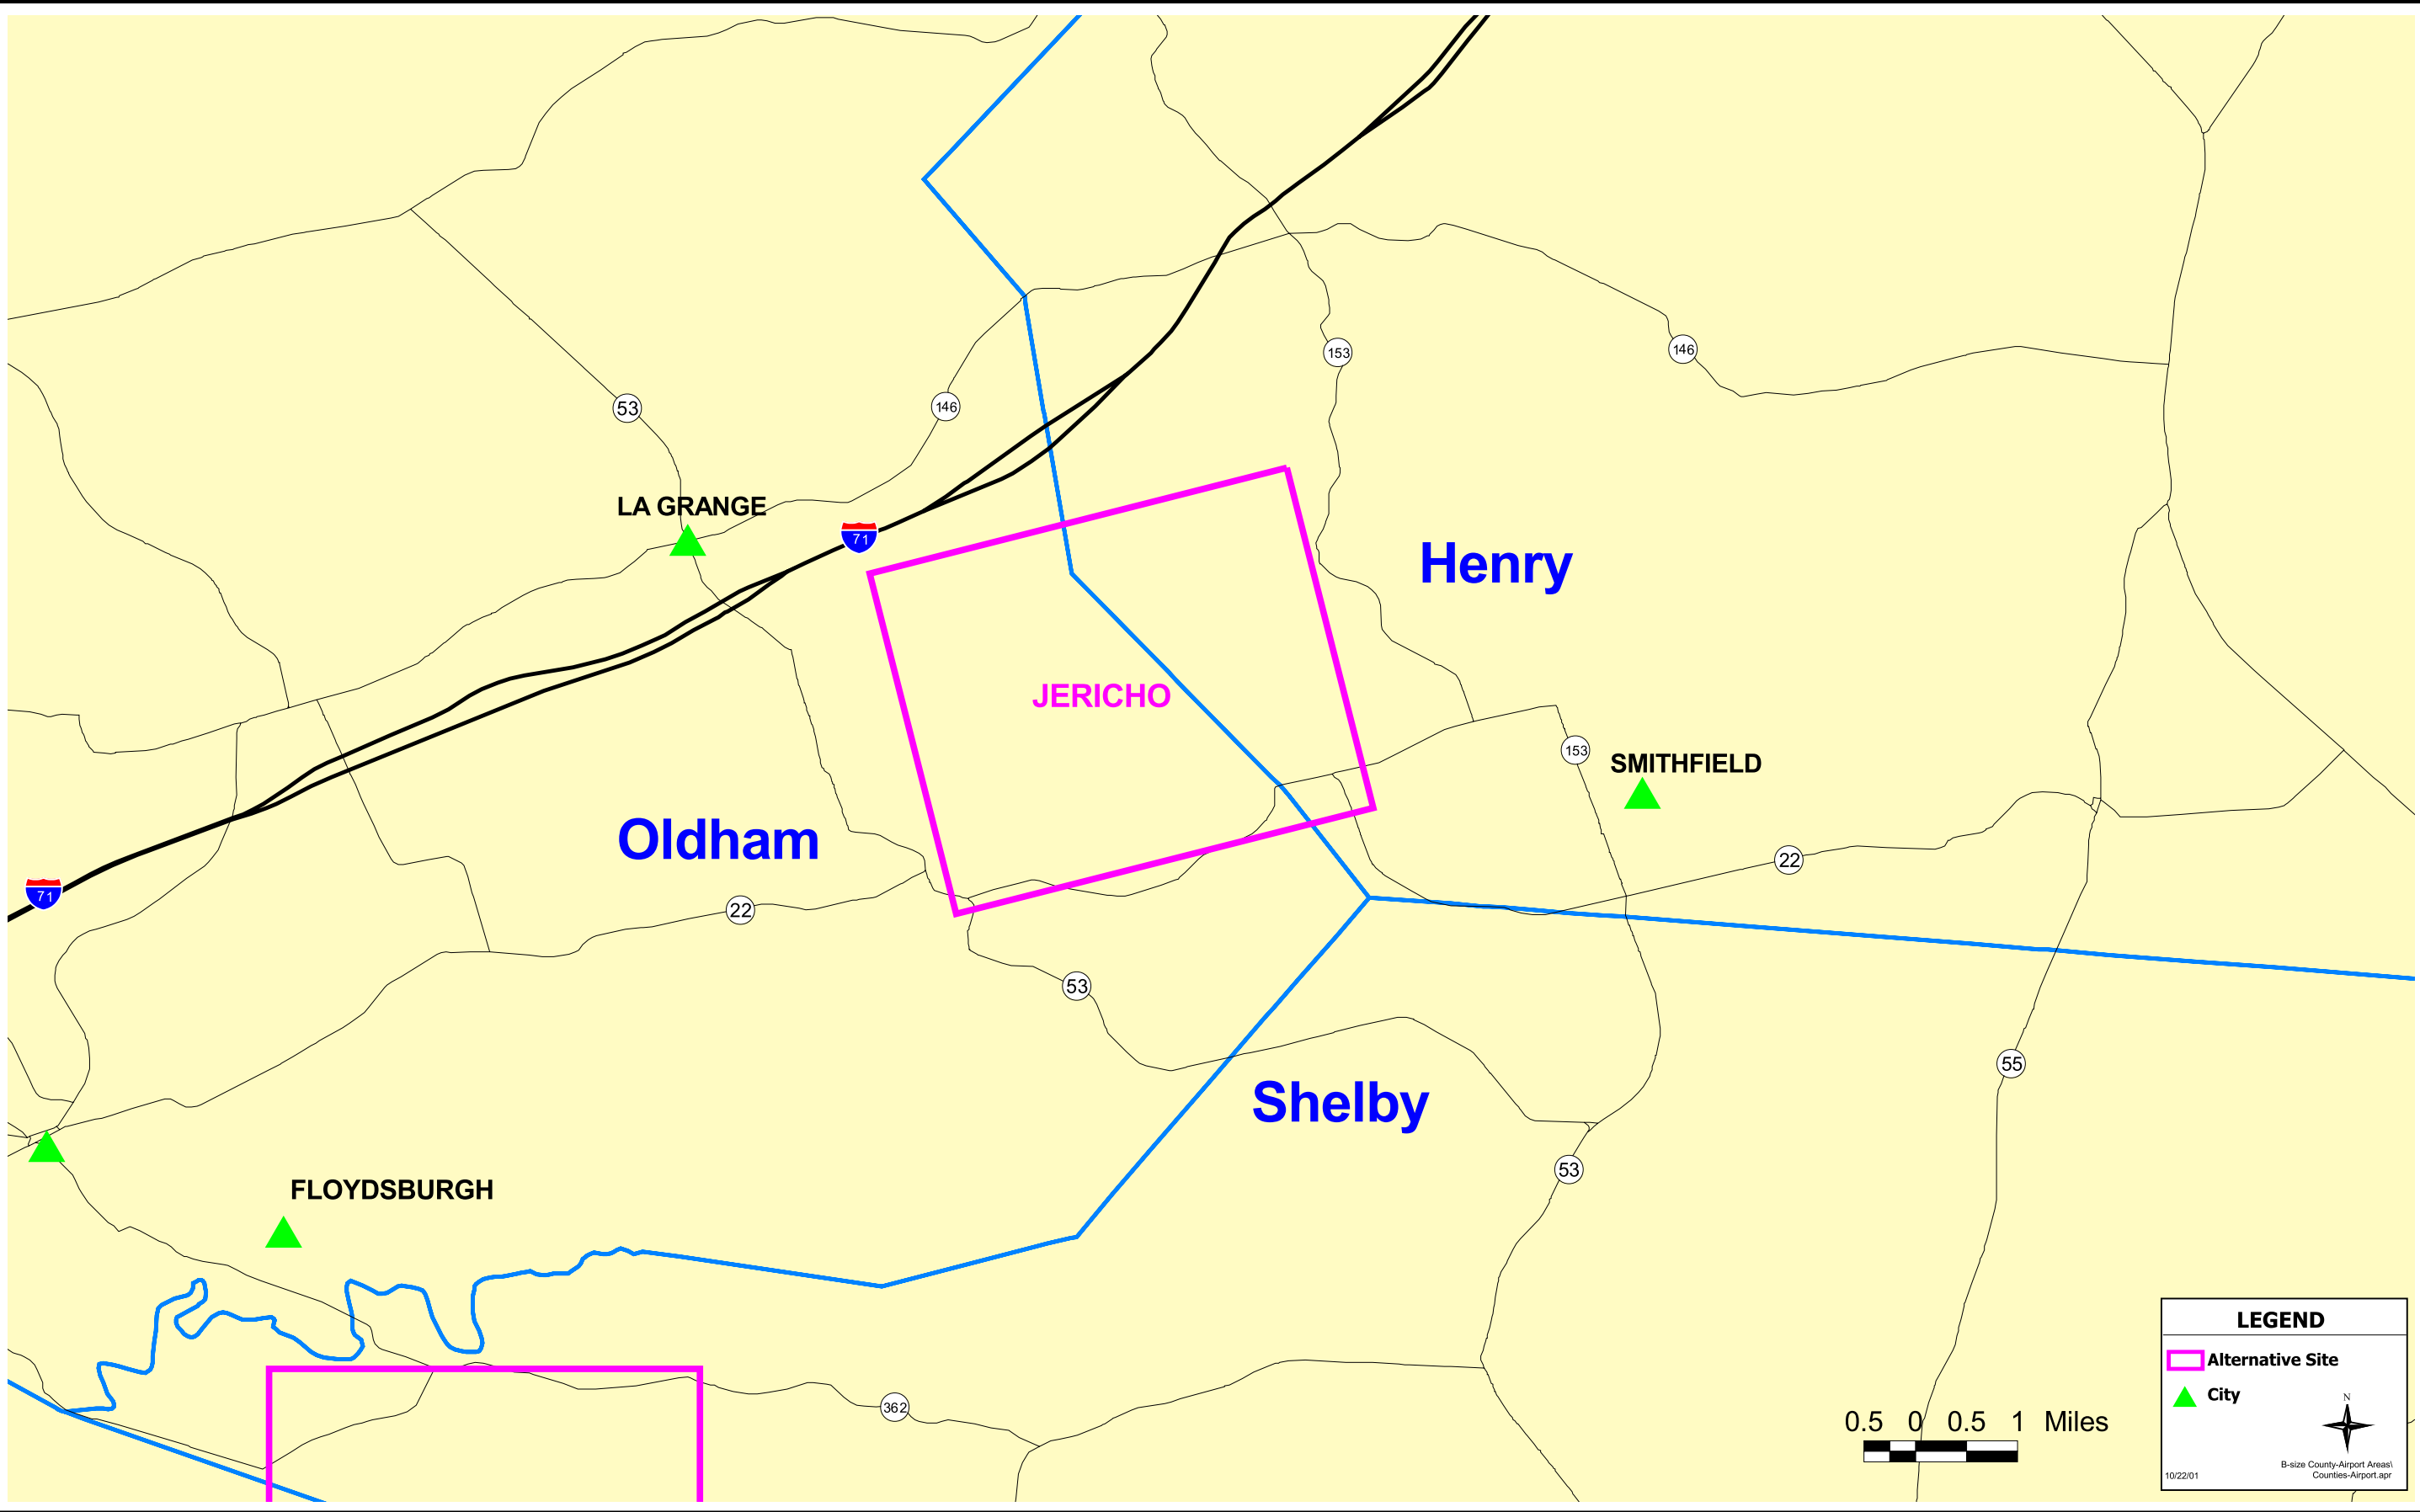 153
146
53
146
LA GRANGE
71
Henry
JERICHO
153
SMITHFIELD
Oldham
22
71
22
53
55
Shelby
53
FLOYDSBURGH
362
0.5 0 0.5 1 Miles
LEGEND
Alternative Site
City
N
B-size County-Airport Areas\
10/22/01 Counties-Airport.apr